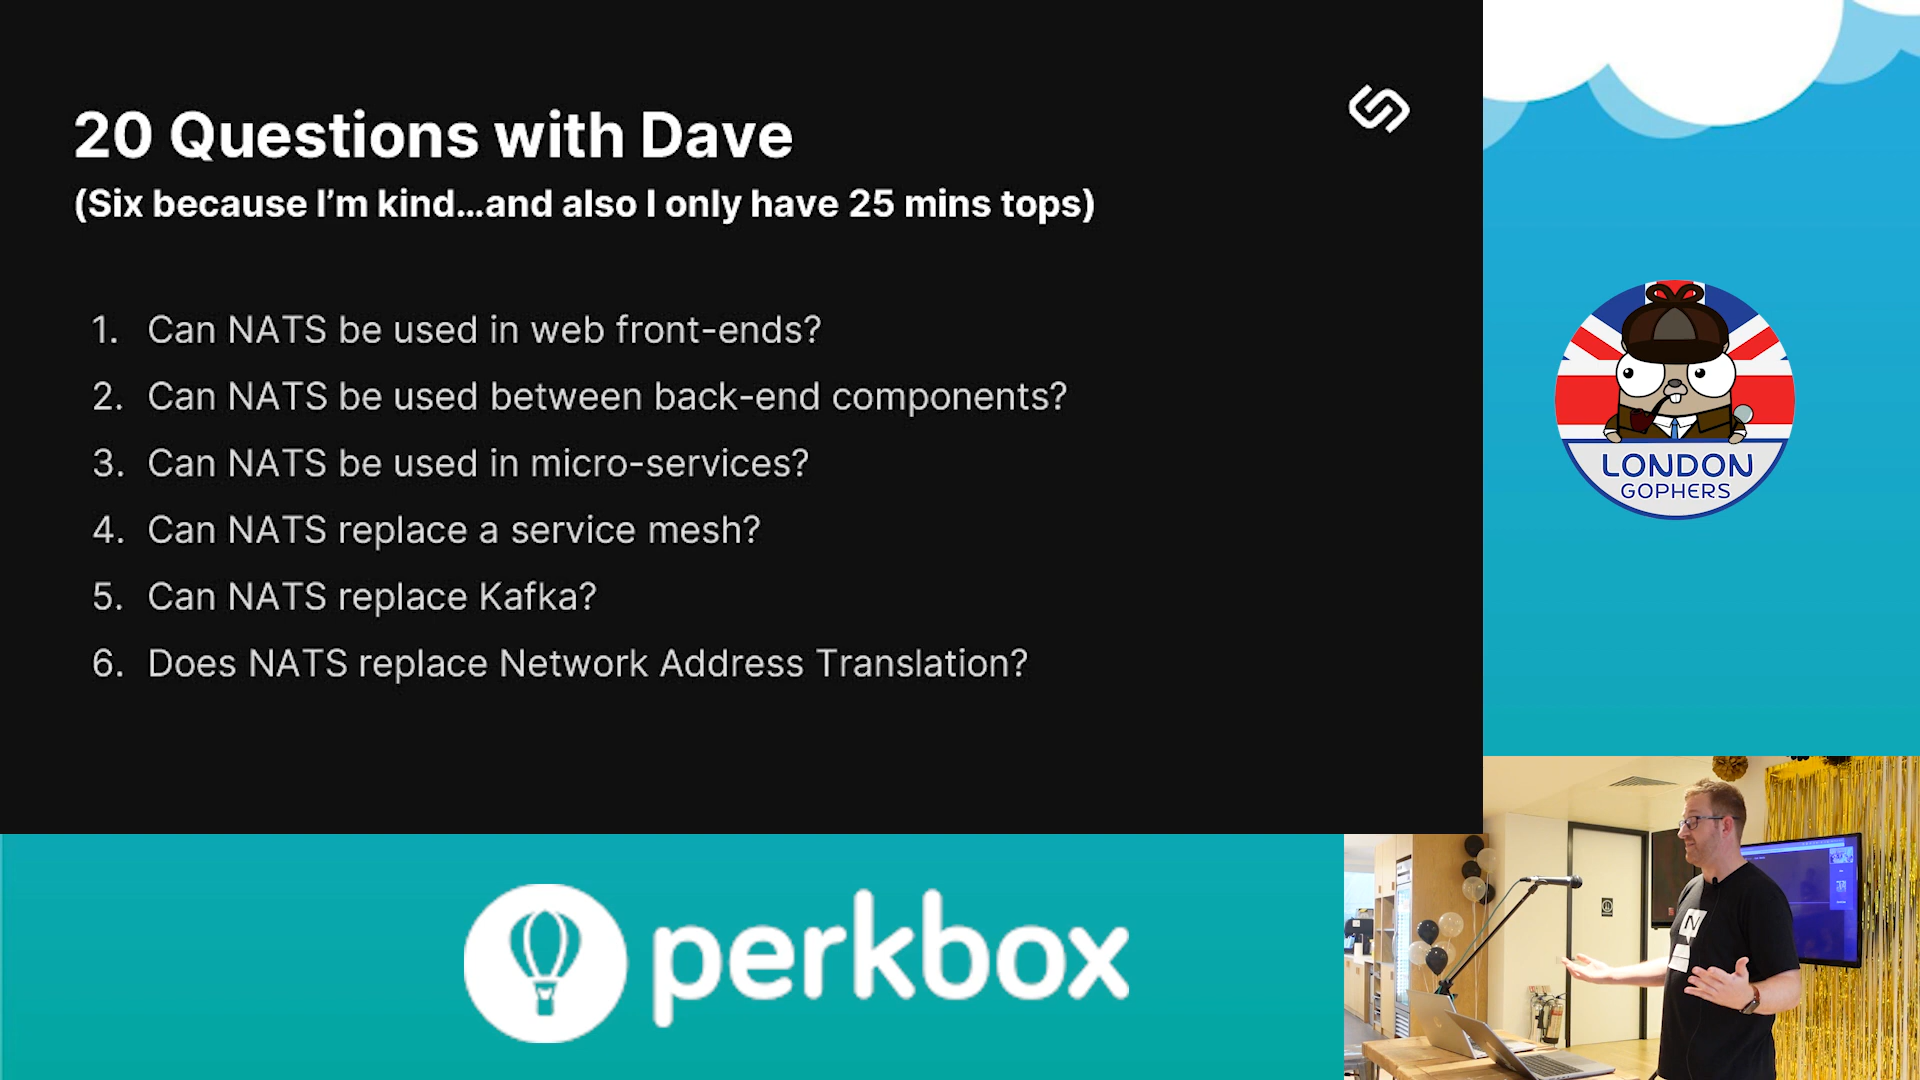 20 Questions with Dave
(Six because I'm kind...and also I only have 25 mins tops)
1. Can NATS be used in web front-ends?
2. Can NATS be used between back-end components?
3. Can NATS be used in micro-services?
4. Can NATS replace a service mesh?
5. Can NATS replace Kafka?
6. Does NATS replace Network Address Translation?
LONDON
GOPHERS
perkbox
N